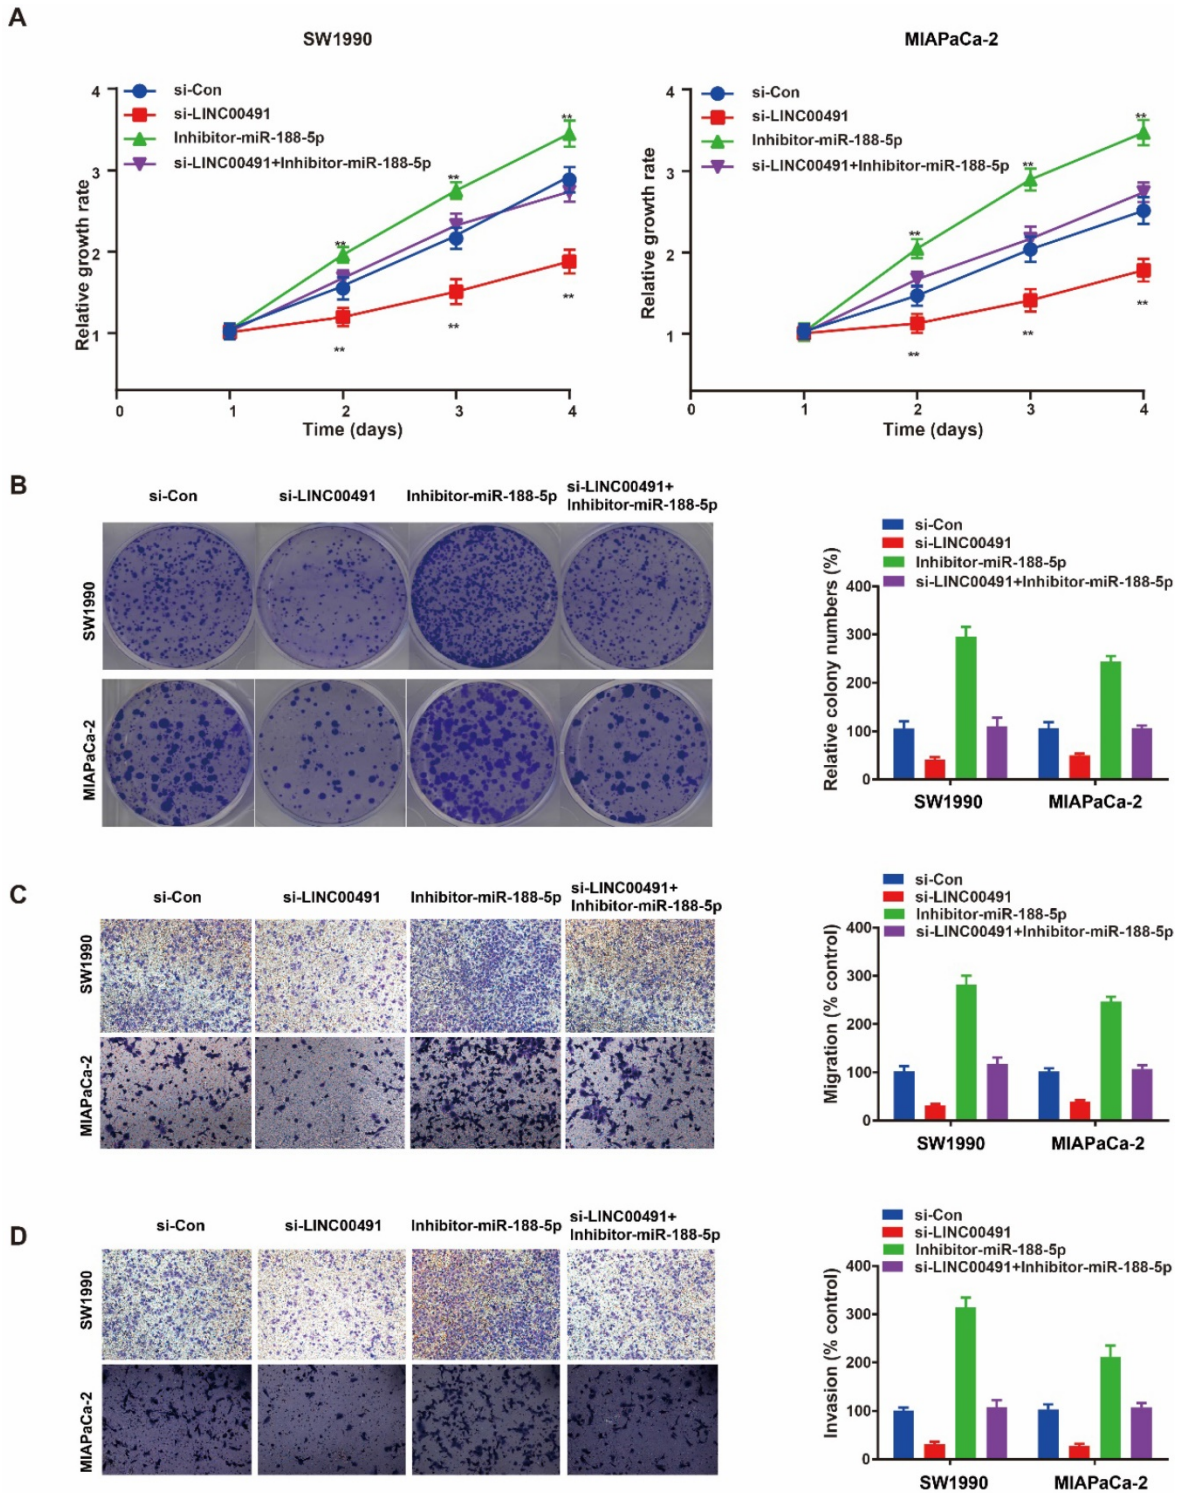 A
SW1990
MIAPaCa-2
si-Con
si-LINC00491
Inhibitor-miR-188-5p
si-LINC00491+Inhibitor-miR-188-5p
Relative growth rate
4
3
2
1
0
1
2
3
4
Time (days)
**
**
**
**
**
**
si-Con
si-LINC00491
Inhibitor-miR-188-5p
si-LINC00491+Inhibitor-miR-188-5p
Relative growth rate
4
3
2
1
0
1
2
3
4
Time (days)
**
**
**
**
**
**
B
si-Con
si-LINC00491
Inhibitor-miR-188-5p
si-LINC00491+
Inhibitor-miR-188-5p
SW1990
MIAPaCa-2
si-Con
si-LINC00491
Inhibitor-miR-188-5p
si-LINC00491+Inhibitor-miR-188-5p
Relative colony numbers (%)
400
300
200
100
0
SW1990
MIAPaCa-2
C
si-Con
si-LINC00491
Inhibitor-miR-188-5p
si-LINC00491+
Inhibitor-miR-188-5p
SW1990
MIAPaCa-2
si-Con
si-LINC00491
Inhibitor-miR-188-5p
si-LINC00491+Inhibitor-miR-188-5p
Migration (% control)
400
300
200
100
0
SW1990
MIAPaCa-2
D
si-Con
si-LINC00491
Inhibitor-miR-188-5p
si-LINC00491+
Inhibitor-miR-188-5p
SW1990
MIAPaCa-2
si-Con
si-LINC00491
Inhibitor-miR-188-5p
si-LINC00491+Inhibitor-miR-188-5p
Invasion (% control)
400
300
200
100
0
SW1990
MIAPaCa-2